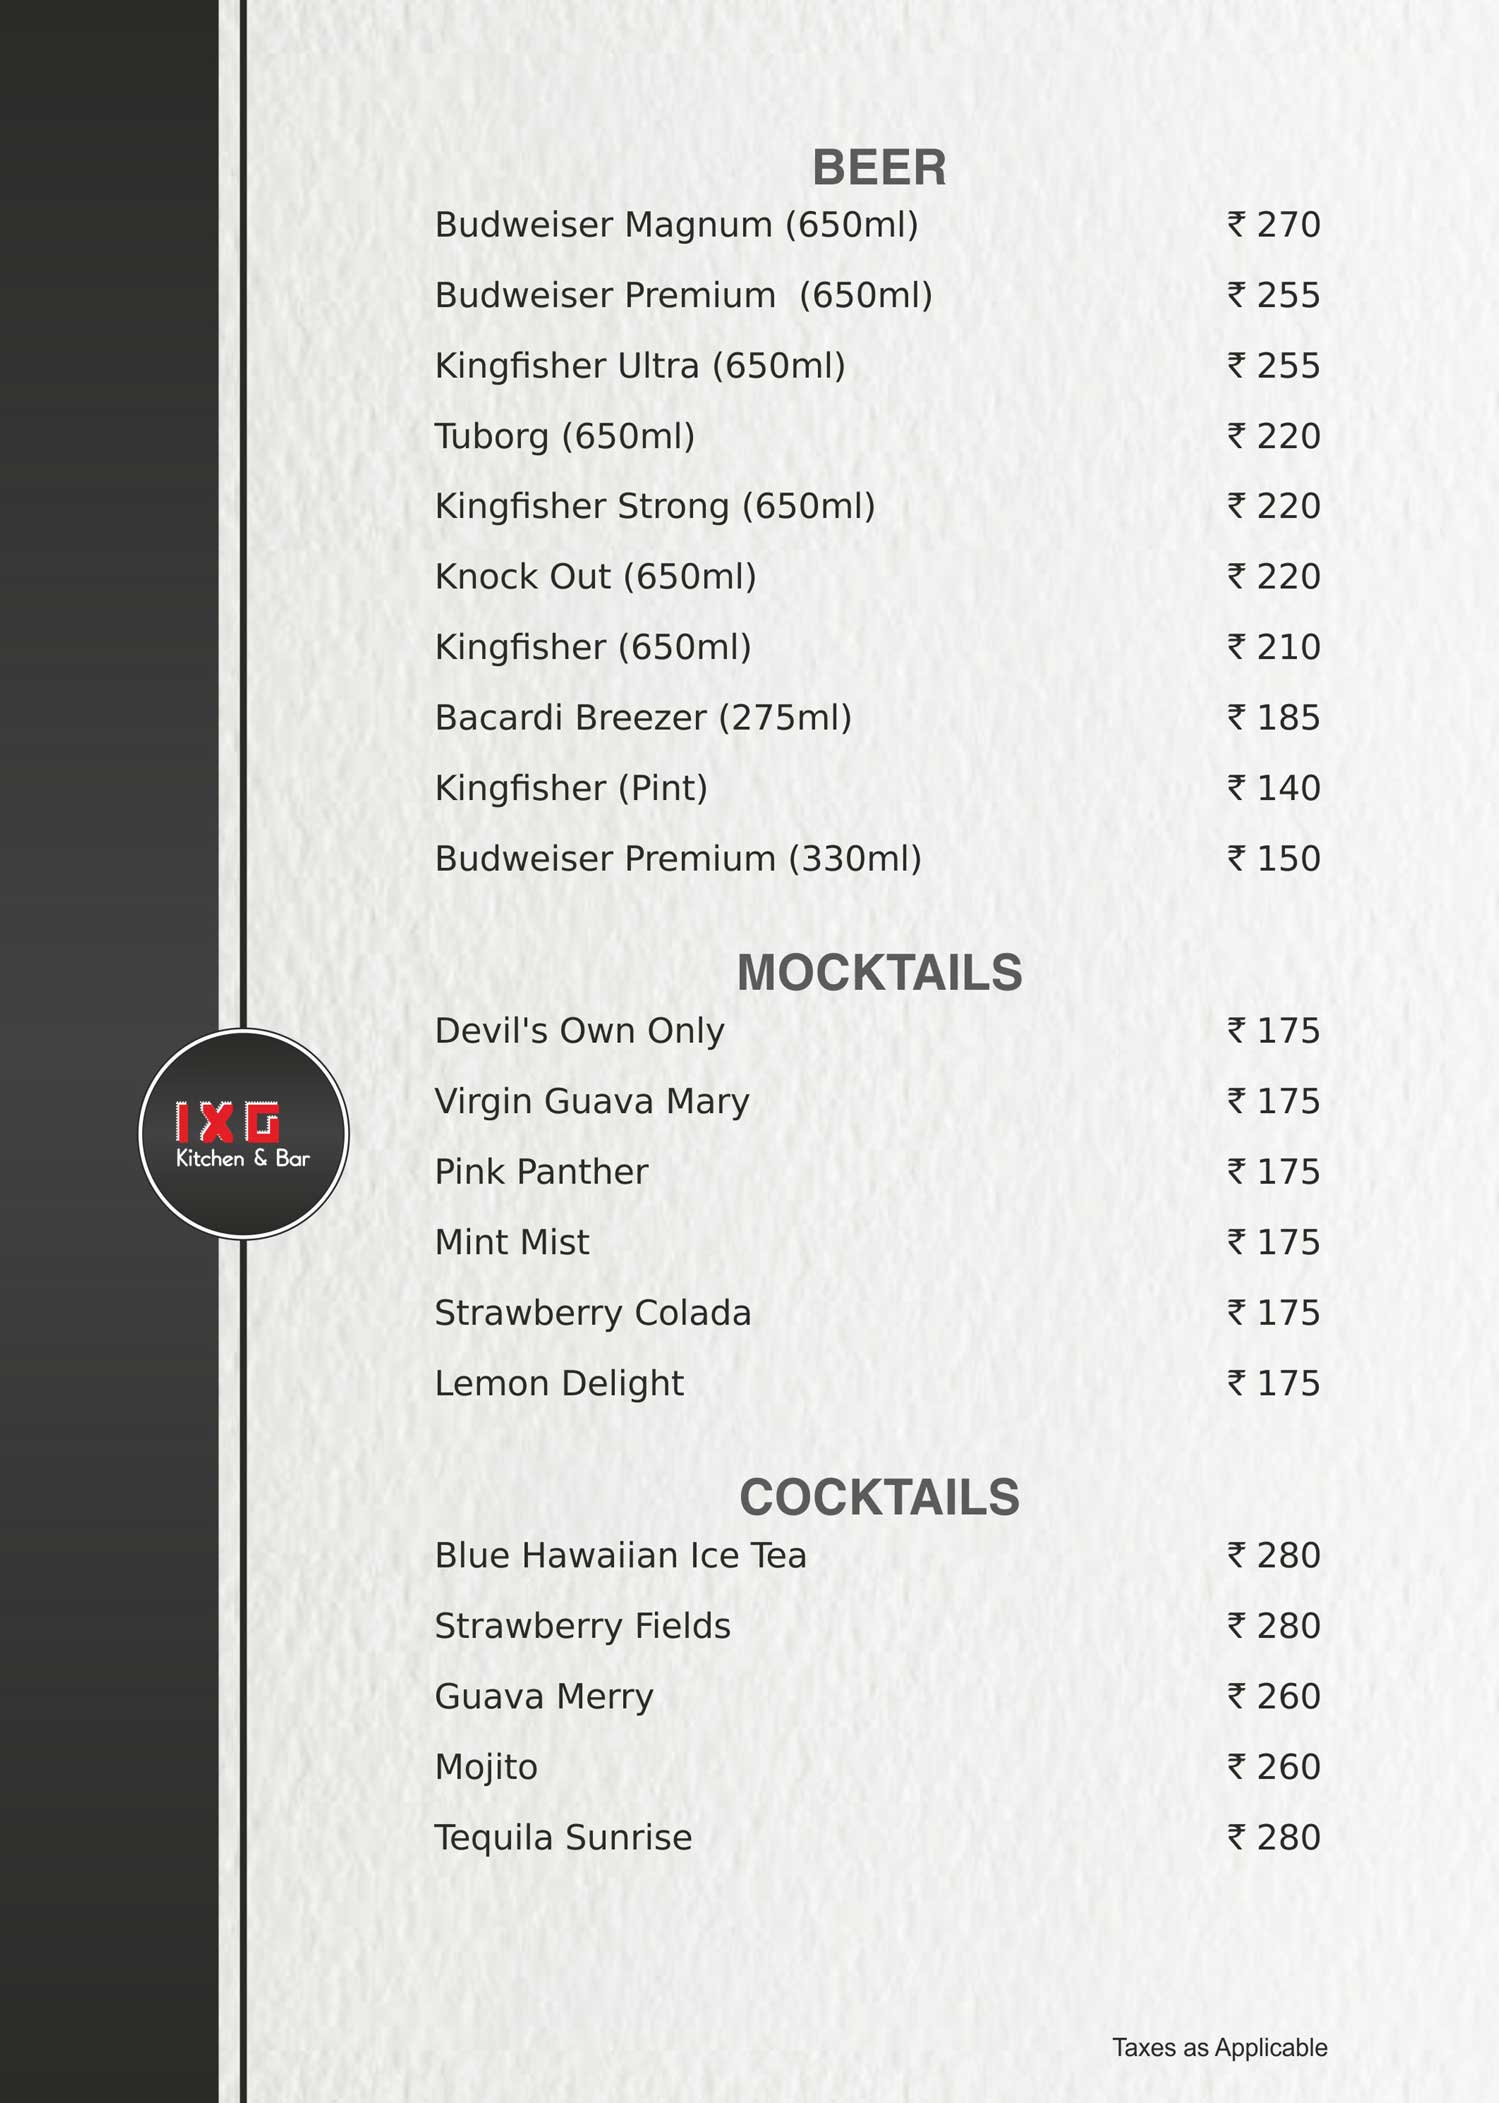 BEER
Budweiser Magnum (650ml) ₹ 270
Budweiser Premium  (650ml) ₹ 255
Kingfisher Ultra (650ml) ₹ 255
Tuborg (650ml) ₹ 220
Kingfisher Strong (650ml) ₹ 220
Knock Out (650ml) ₹ 220
Kingfisher (650ml) ₹ 210
Bacardi Breezer (275ml) ₹ 185
Kingfisher (Pint) ₹ 140
Budweiser Premium (330ml) ₹ 150
MOCKTAILS
Devil's Own Only ₹ 175
Virgin Guava Mary ₹ 175
Pink Panther ₹ 175
Mint Mist ₹ 175
Strawberry Colada ₹ 175
Lemon Delight ₹ 175
IXG
Kitchen & Bar
COCKTAILS
Blue Hawaiian Ice Tea ₹ 280
Strawberry Fields ₹ 280
Guava Merry ₹ 260
Mojito ₹ 260
Tequila Sunrise ₹ 280
Taxes as Applicable